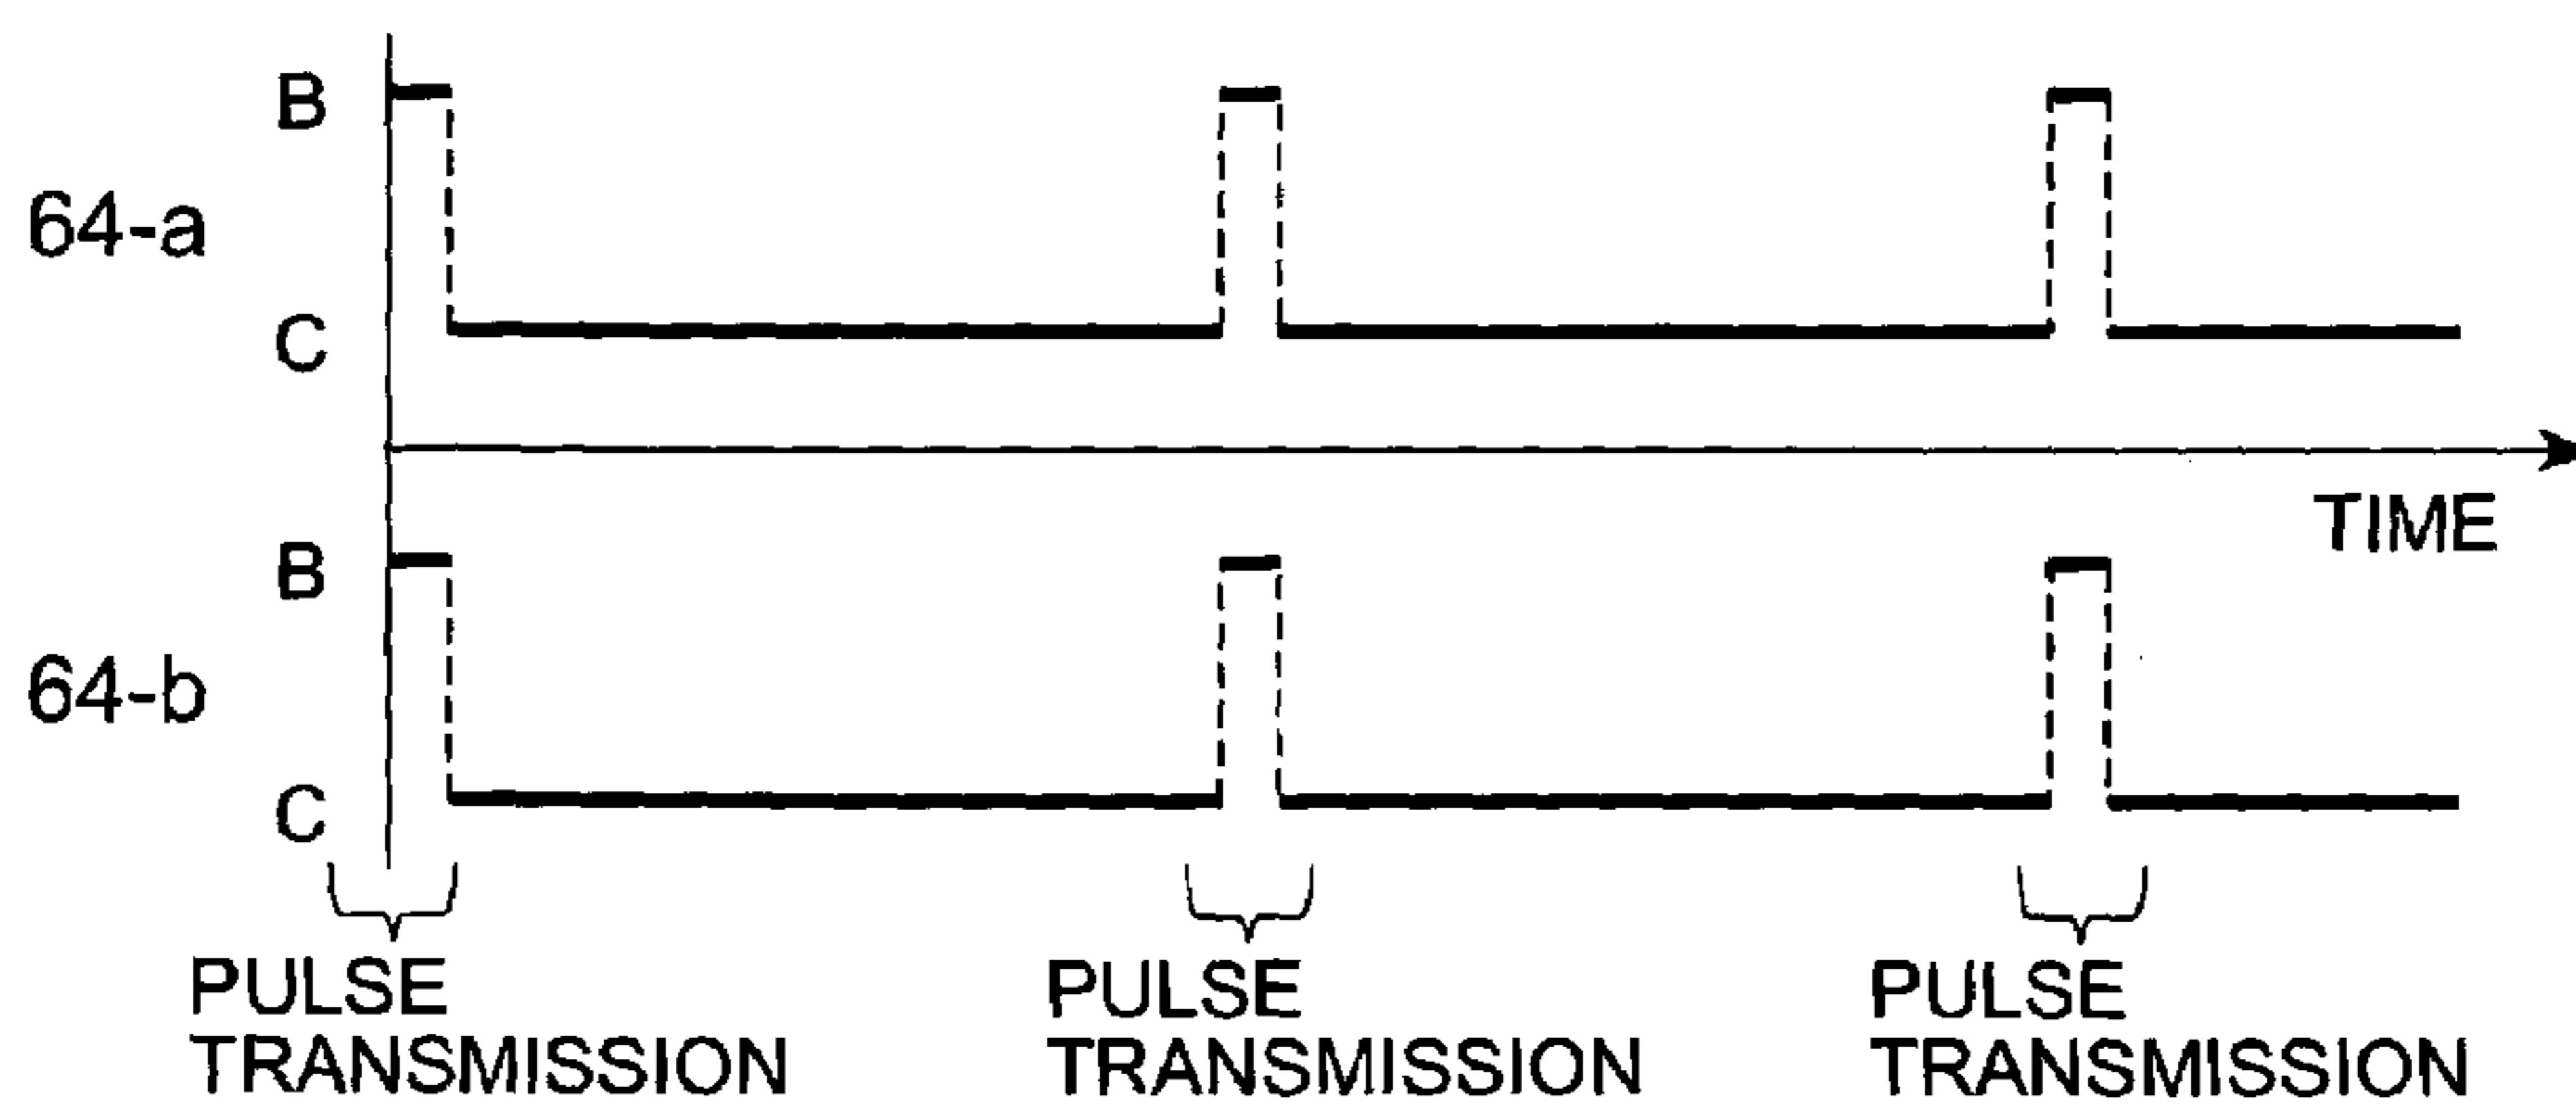 B
64-a
C
TIME
B
64-b
C
PULSE
TRANSMISSION
PULSE
TRANSMISSION
PULSE
TRANSMISSION